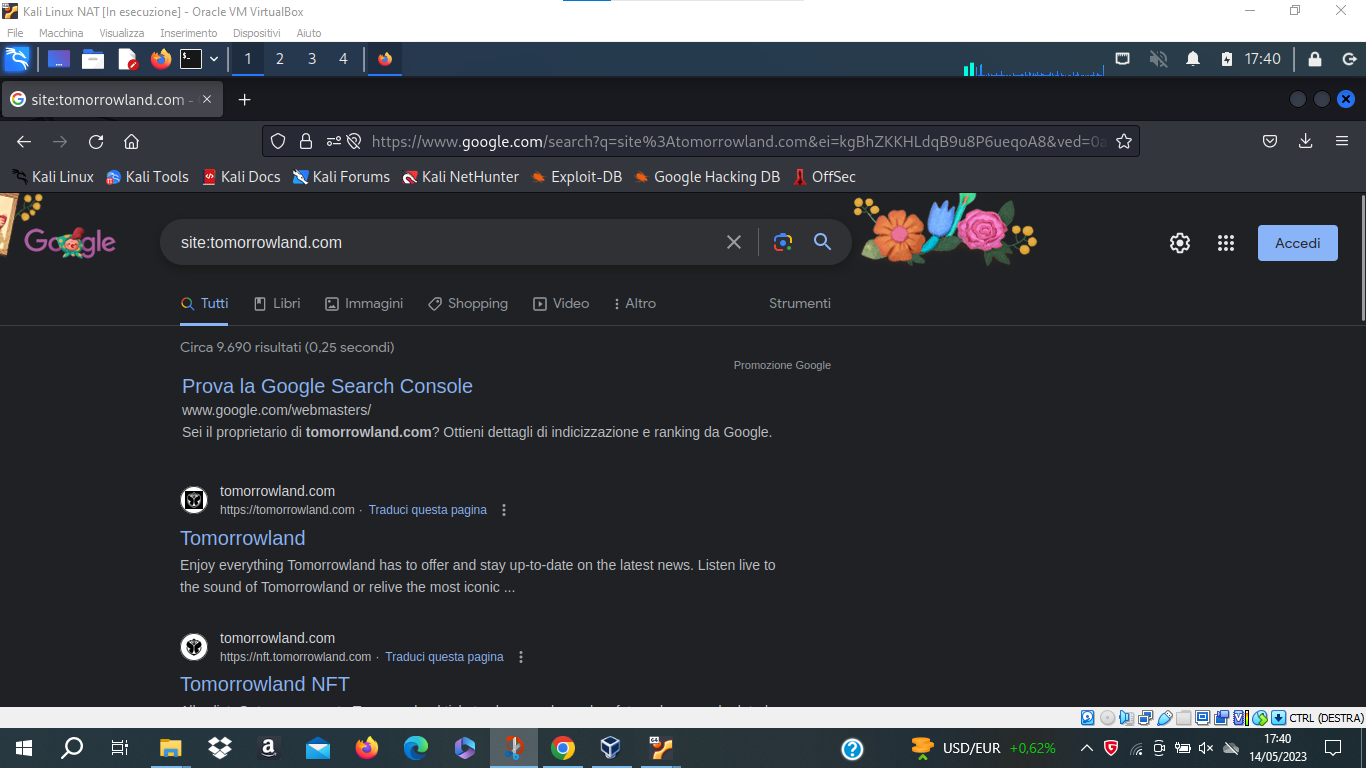 Kali Linux NAT [In esecuzione] - Oracle VM VirtualBox
File Macchina Visualizza Inserimento Dispositivi Aiuto
1 2 3 4 17:40
site:tomorrowland.com -
https://www.google.com/search?q=site%3Atomorrowland.com&ei=kgBhZKKHLdqB9u8P6ueqoA8&ved=0a
Kali Linux Kali Tools Kali Docs Kali Forums Kali NetHunter Exploit-DB Google Hacking DB OffSec
Google
site:tomorrowland.com
Accedi
Tutti Libri Immagini Shopping Video Altro Strumenti
Circa 9.690 risultati (0,25 secondi)
Promozione Google
Prova la Google Search Console
www.google.com/webmasters/
Sei il proprietario di tomorrowland.com? Ottieni dettagli di indicizzazione e ranking da Google.
tomorrowland.com
https://tomorrowland.com · Traduci questa pagina
Tomorrowland
Enjoy everything Tomorrowland has to offer and stay up-to-date on the latest news. Listen live to
the sound of Tomorrowland or relive the most iconic ...
tomorrowland.com
https://nft.tomorrowland.com · Traduci questa pagina
Tomorrowland NFT
CTRL (DESTRA)
USD/EUR +0,62%
17:40
14/05/2023